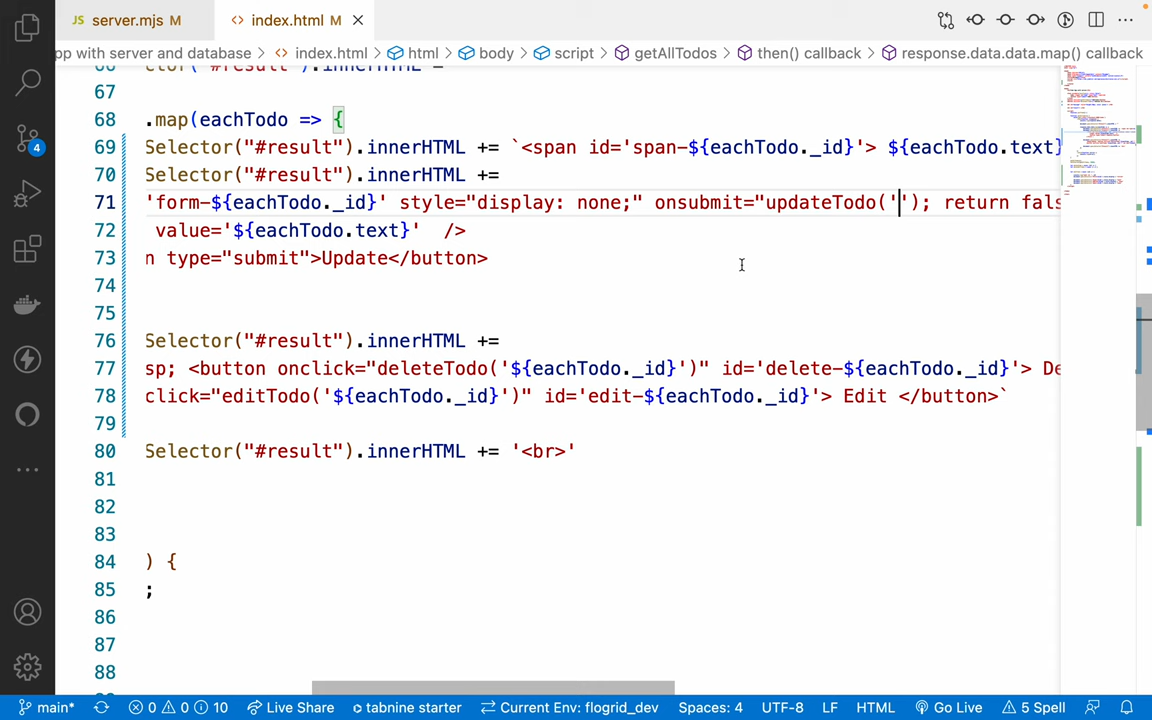 JS server.mjs M
<> index.html M ×
pp with server and database > <> index.html > html > body > script > getAllTodos > then() callback > response.data.data.map() callback
67
68 .map(eachTodo => {
69 Selector("#result").innerHTML += `<span id='span-${eachTodo._id}'> ${eachTodo.text}
70 Selector("#result").innerHTML +=
71 'form-${eachTodo._id}' style="display: none;" onsubmit="updateTodo(''); return fals
72 value='${eachTodo.text}' />
73 n type="submit">Update</button>
74
75
76 Selector("#result").innerHTML +=
77 sp; <button onclick="deleteTodo('${eachTodo._id}')" id='delete-${eachTodo._id}'> De
78 click="editTodo('${eachTodo._id}')" id='edit-${eachTodo._id}'> Edit </button>`
79
80 Selector("#result").innerHTML += '<br>'
81
82
83
84 ) {
85 ;
86
87
88
4
main* 0 0 10 Live Share tabnine starter Current Env: flogrid_dev Spaces: 4 UTF-8 LF HTML Go Live 5 Spell